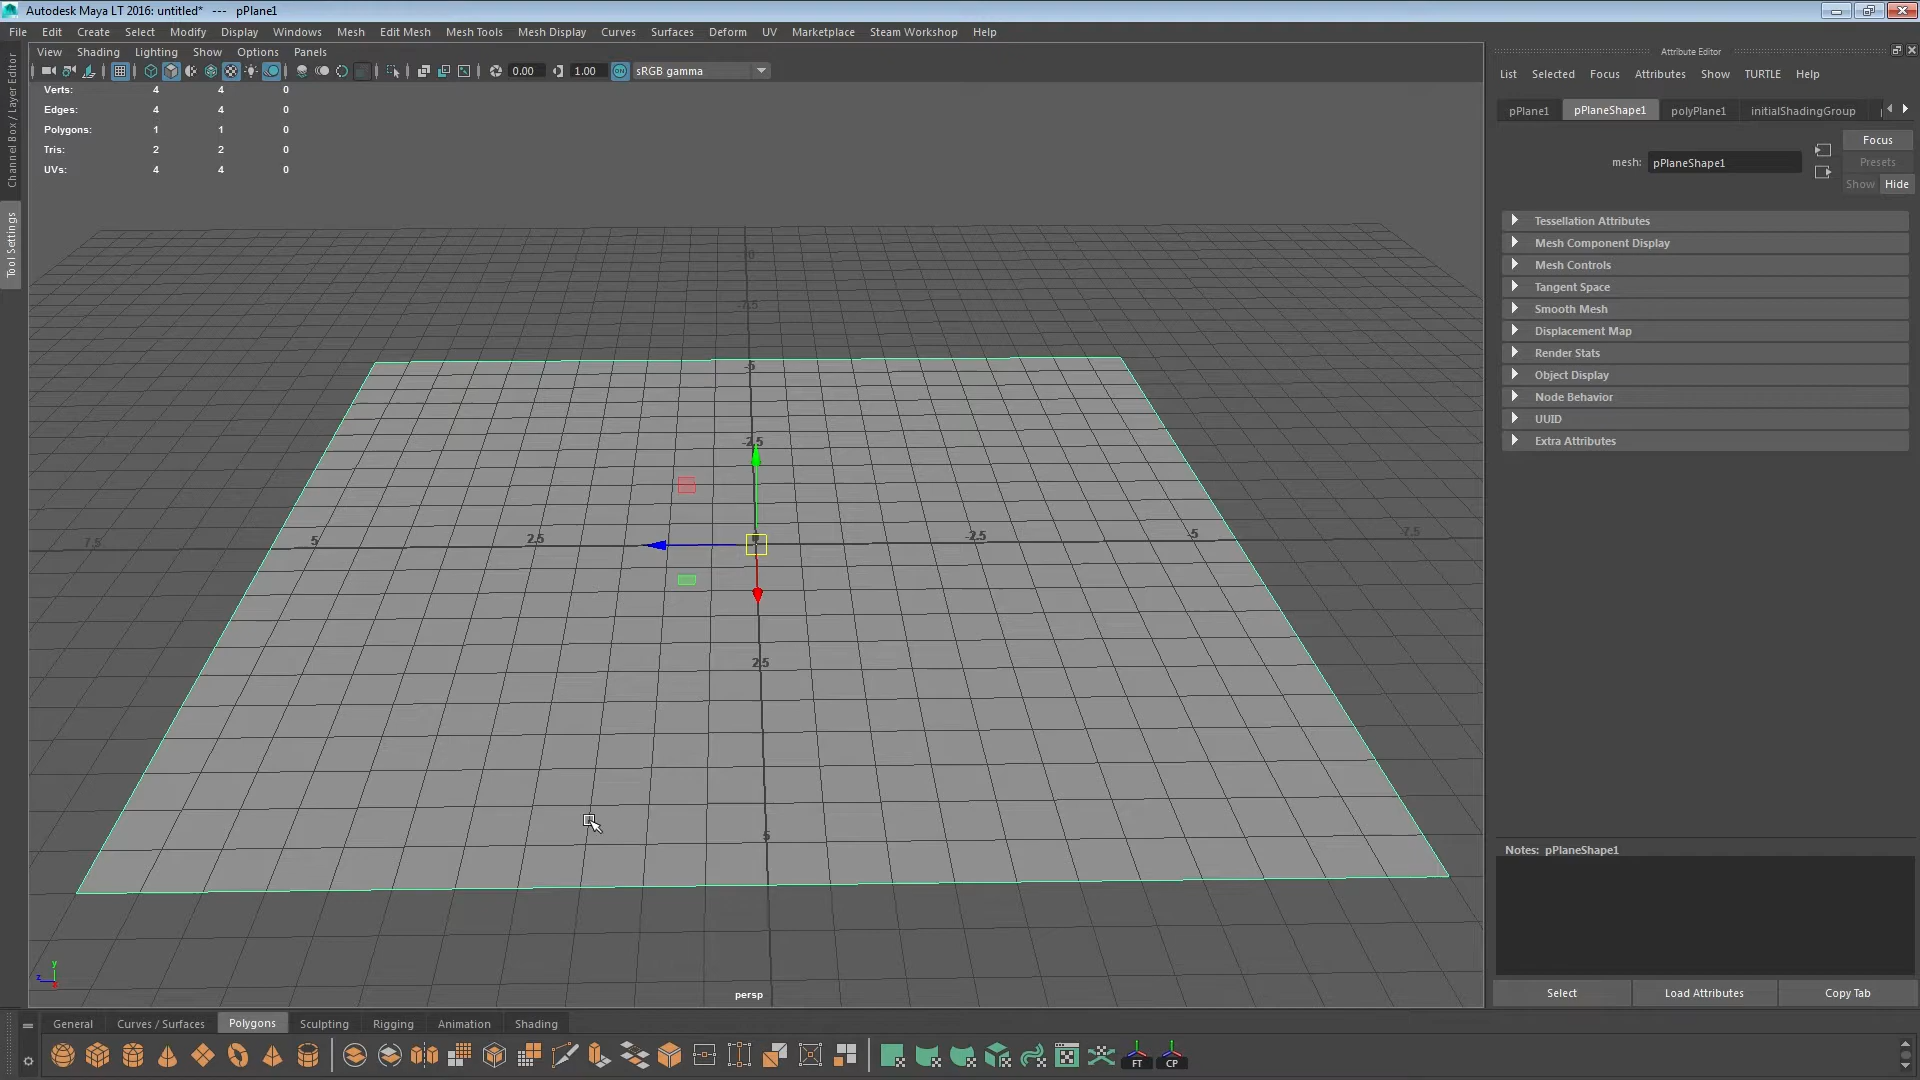 Autodesk Maya LT 2016: untitled* --- pPlane1
File Edit Create Select Modify Display Windows Mesh Edit Mesh Mesh Tools Mesh Display Curves Surfaces Deform UV Marketplace Steam Workshop Help
View Shading Lighting Show Options Panels
0.00 1.00 ON sRGB gamma
Channel Box / Layer Editor
Tool Settings
Verts: 4 4 0
Edges: 4 4 0
Polygons: 1 1 0
Tris: 2 2 0
UVs: 4 4 0
-7.5
-5
-2.5
7.5 5 2.5 -2.5 -5 -7.5
2.5
5
y
z
x
persp
Attribute Editor
List Selected Focus Attributes Show TURTLE Help
pPlane1 pPlaneShape1 polyPlane1 initialShadingGroup
Focus
mesh: pPlaneShape1
Presets
Show Hide
Tessellation Attributes
Mesh Component Display
Mesh Controls
Tangent Space
Smooth Mesh
Displacement Map
Render Stats
Object Display
Node Behavior
UUID
Extra Attributes
Notes: pPlaneShape1
Select Load Attributes Copy Tab
General Curves / Surfaces Polygons Sculpting Rigging Animation Shading
FT CP